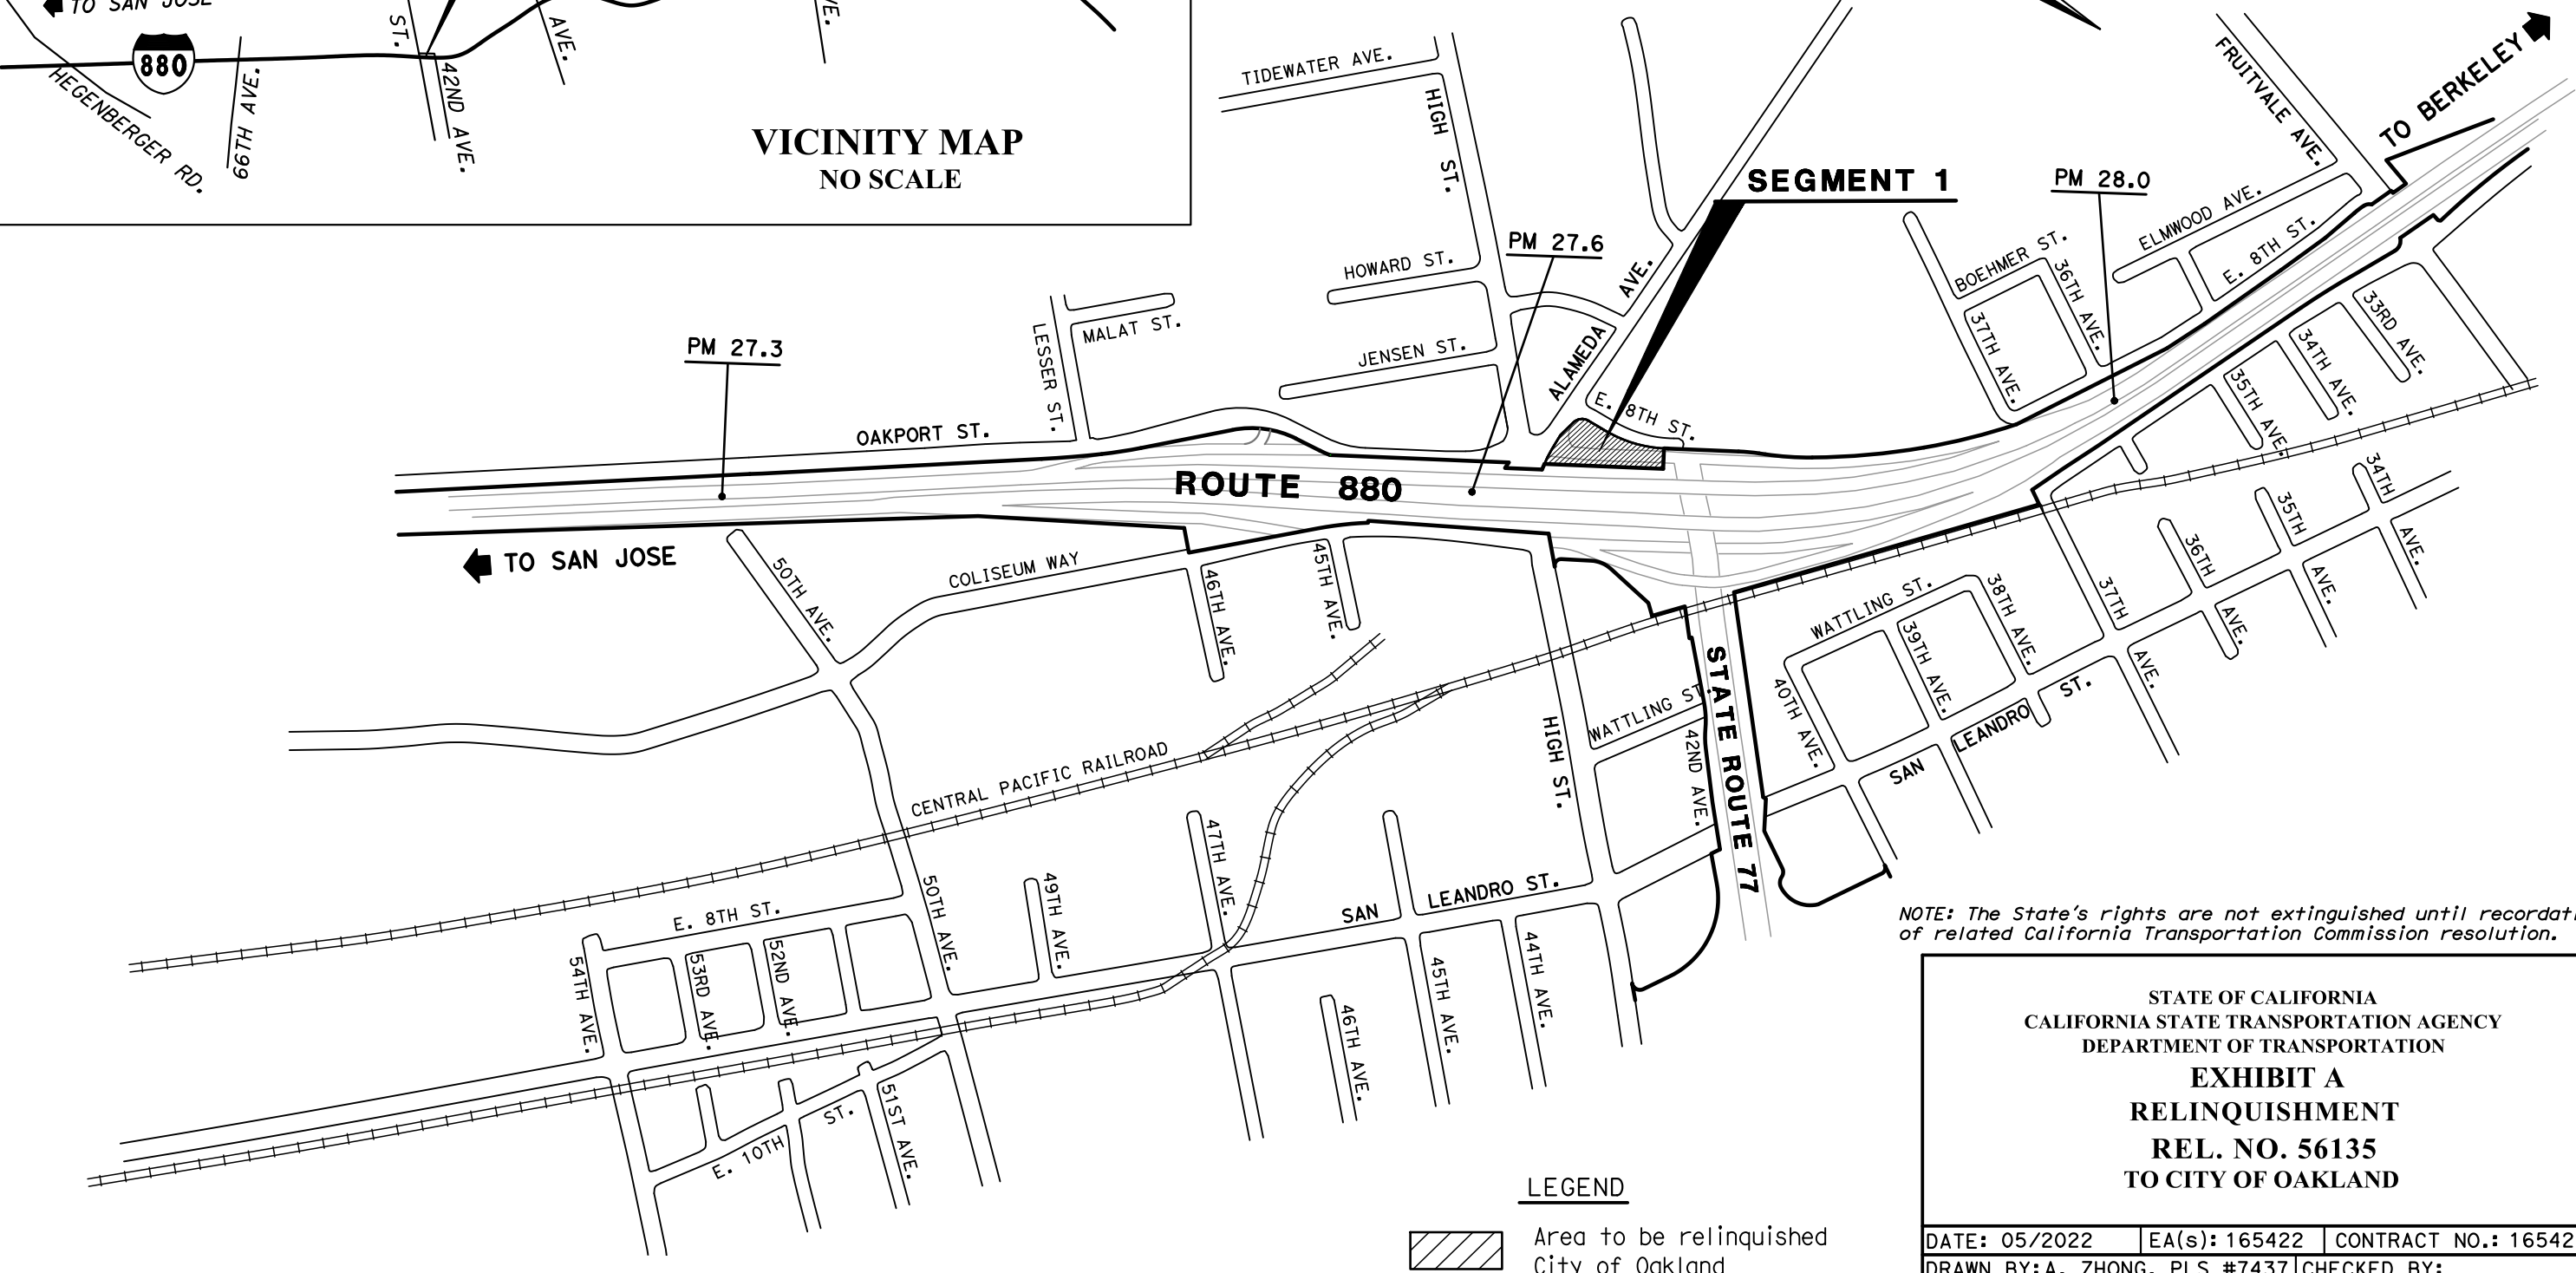 TO SAN JOSE
880
HEGENBERGER RD.
66TH AVE.
ST.
42ND AVE.
AVE.
VICINITY MAP
NO SCALE
TIDEWATER AVE.
HIGH ST.
HOWARD ST.
JENSEN ST.
PM 27.6
ALAMEDA AVE.
SEGMENT 1
E. 8TH ST.
PM 28.0
FRUITVALE AVE.
TO BERKELEY
ELMWOOD AVE.
E. 8TH ST.
BOEHMER ST.
36TH AVE.
37TH AVE.
33RD AVE.
34TH AVE.
35TH AVE.
PM 27.3
LESSER ST.
MALAT ST.
OAKPORT ST.
ROUTE 880
TO SAN JOSE
50TH AVE.
COLISEUM WAY
46TH AVE.
45TH AVE.
CENTRAL PACIFIC RAILROAD
HIGH ST.
WATTLING ST
42ND AVE.
STATE ROUTE 77
WATTLING ST.
38TH AVE.
39TH AVE.
40TH AVE.
SAN LEANDRO ST.
37TH AVE.
36TH AVE.
35TH AVE.
34TH AVE.
E. 8TH ST.
54TH AVE.
53RD AVE.
52ND AVE.
50TH AVE.
49TH AVE.
47TH AVE.
SAN LEANDRO ST.
46TH AVE.
45TH AVE.
44TH AVE.
E. 10TH ST.
51ST AVE.
NOTE: The State's rights are not extinguished until recordat
of related California Transportation Commission resolution.
STATE OF CALIFORNIA
CALIFORNIA STATE TRANSPORTATION AGENCY
DEPARTMENT OF TRANSPORTATION
EXHIBIT A
RELINQUISHMENT
REL. NO. 56135
TO CITY OF OAKLAND
DATE: 05/2022 EA(s): 165422 CONTRACT NO.: 16542
DRAWN BY: A. ZHONG, PLS #7437 CHECKED BY:
LEGEND
Area to be relinquished
City of Oakland